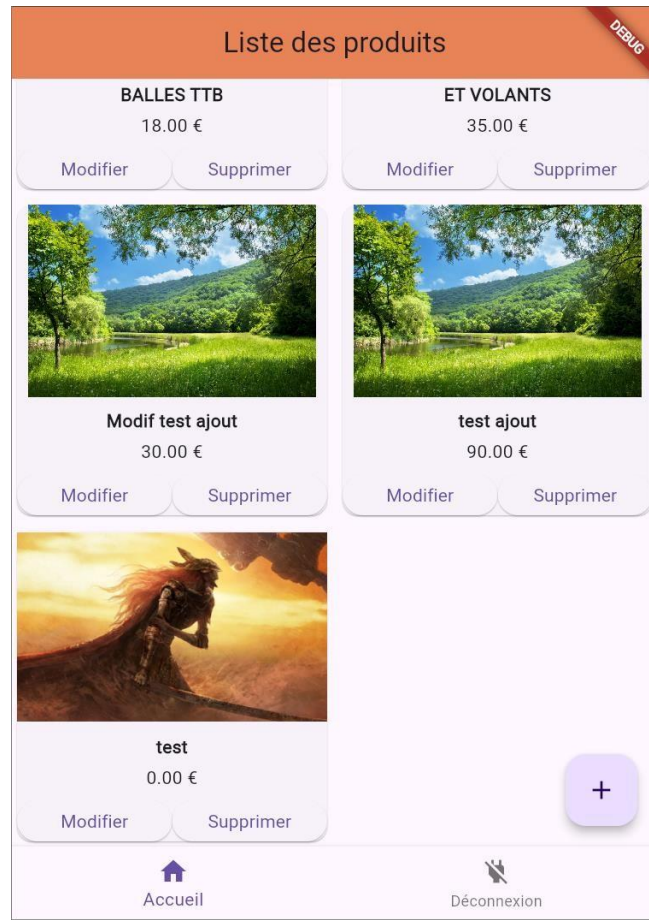 Liste des produits
DEBUG
BALLES TTB
ET VOLANTS
18.00 €
35.00 €
Modifier
Supprimer
Modifier
Supprimer
Modif test ajout
test ajout
30.00 €
90.00 €
Modifier
Supprimer
Modifier
Supprimer
test
0.00 €
Modifier
Supprimer
+
Accueil
Déconnexion